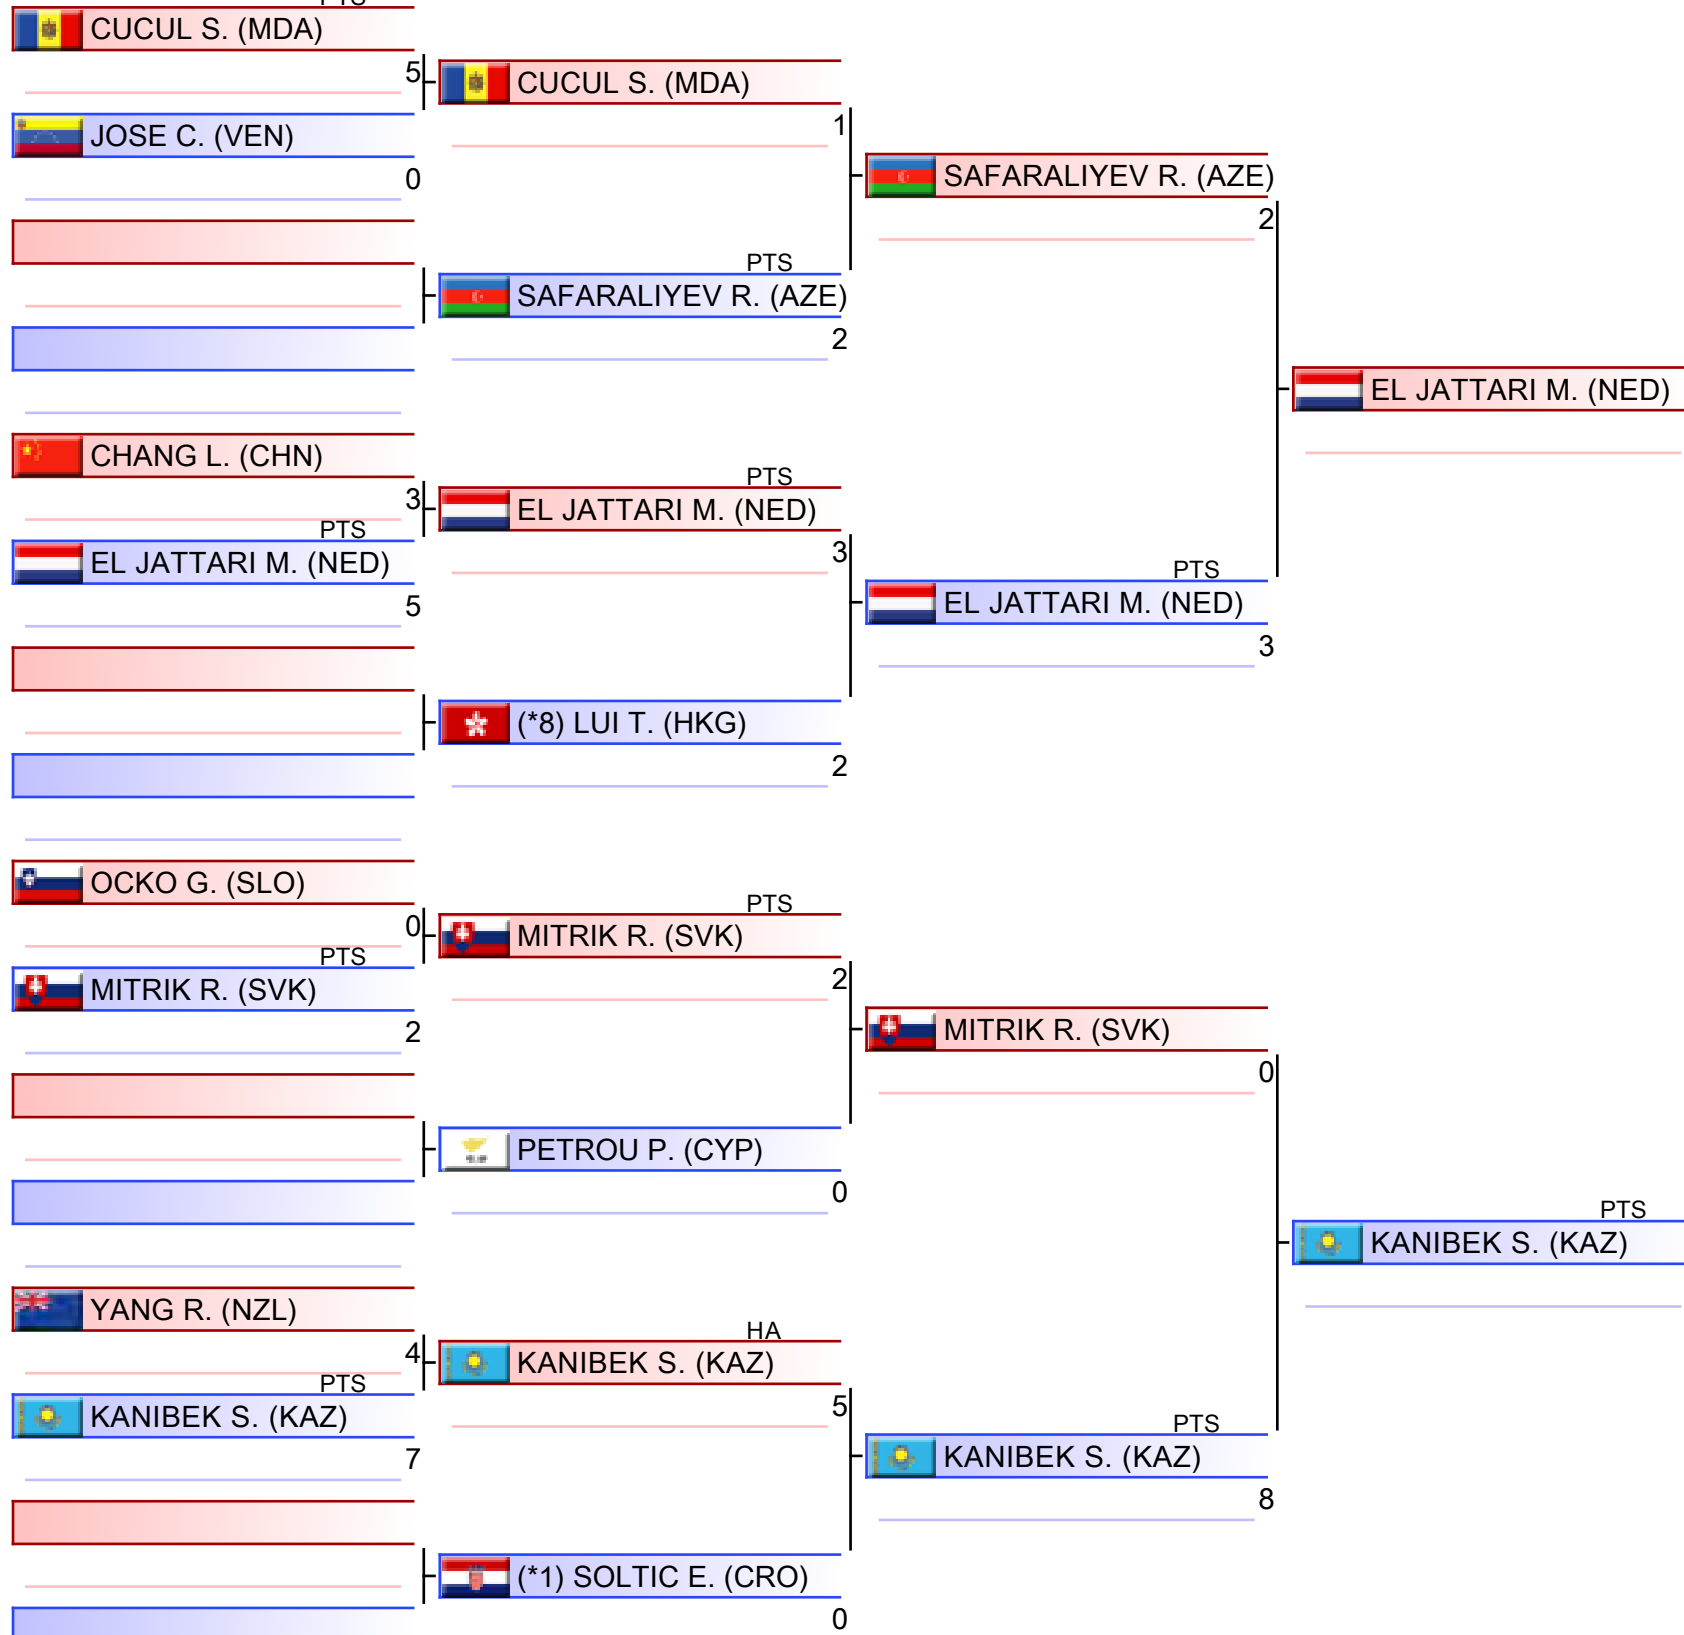 PTS
CUCUL S. (MDA)
5
JOSE C. (VEN)
0
CHANG L. (CHN)
3
PTS
EL JATTARI M. (NED)
5
OCKO G. (SLO)
0
PTS
MITRIK R. (SVK)
2
YANG R. (NZL)
4
PTS
KANIBEK S. (KAZ)
7
CUCUL S. (MDA)
1
PTS
SAFARALIYEV R. (AZE)
2
PTS
EL JATTARI M. (NED)
3
(*8) LUI T. (HKG)
2
PTS
MITRIK R. (SVK)
2
PETROU P. (CYP)
0
HA
KANIBEK S. (KAZ)
5
(*1) SOLTIC E. (CRO)
0
SAFARALIYEV R. (AZE)
2
PTS
EL JATTARI M. (NED)
3
MITRIK R. (SVK)
0
PTS
KANIBEK S. (KAZ)
8
EL JATTARI M. (NED)
PTS
KANIBEK S. (KAZ)